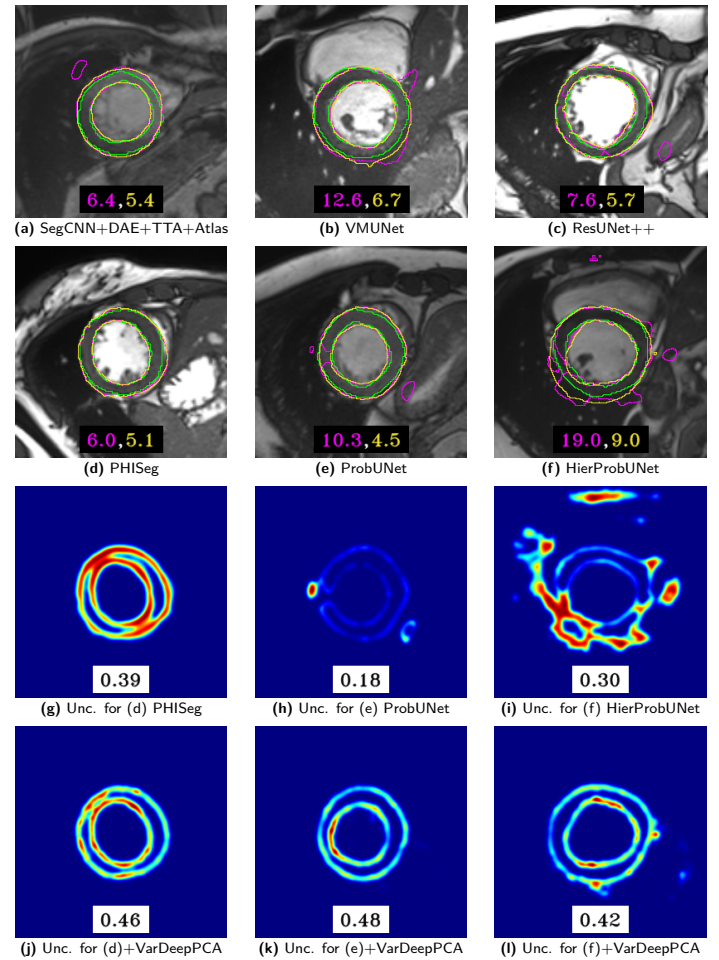 6.4,5.4 12.6,6.7 7.6,5.7
(a) SegCNN+DAE+TTA+Atlas (b) VMUNet (c) ResUNet++
6.0,5.1 10.3,4.5 19.0,9.0
(d) PHISeg (e) ProbUNet (f) HierProbUNet
0.39 0.18 0.30
(g) Unc. for (d) PHISeg (h) Unc. for (e) ProbUNet (i) Unc. for (f) HierProbUNet
0.46 0.48 0.42
(j) Unc. for (d)+VarDeepPCA (k) Unc. for (e)+VarDeepPCA (l) Unc. for (f)+VarDeepPCA